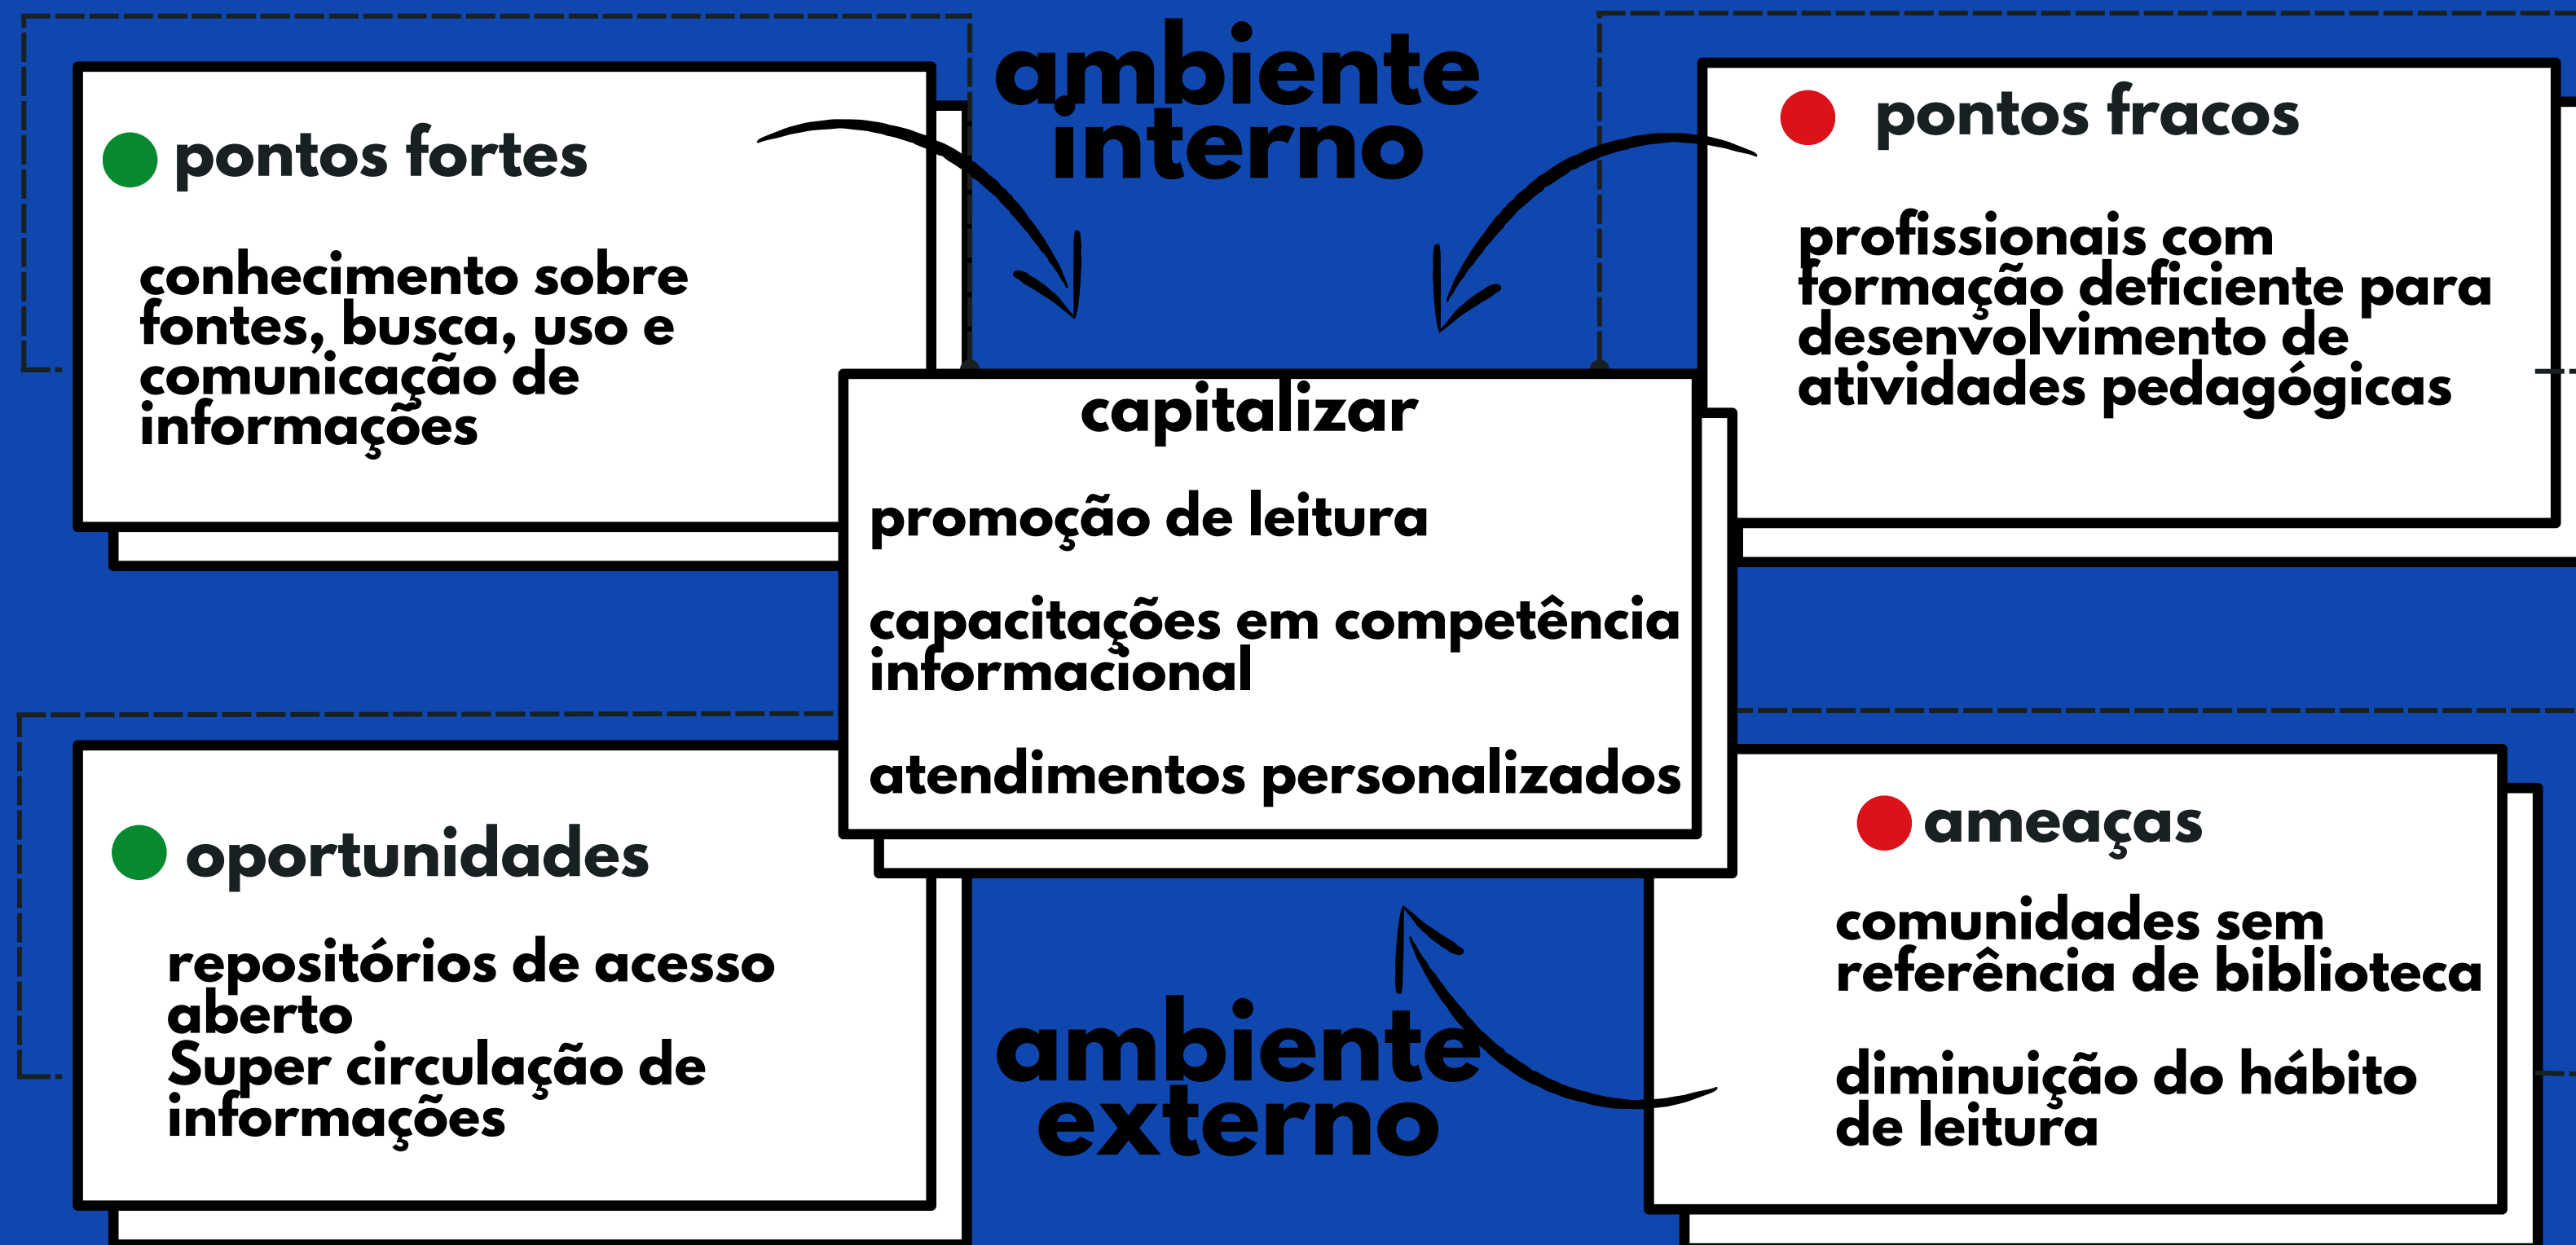 ambiente
interno
pontos fortes
conhecimento sobre
fontes, busca, uso e
comunicação de
informações
pontos fracos
profissionais com
formação deficiente para
desenvolvimento de
atividades pedagógicas
capitalizar
promoção de leitura
capacitações em competência
informacional
atendimentos personalizados
oportunidades
repositórios de acesso
aberto
Super circulação de
informações
ameaças
comunidades sem
referência de biblioteca
diminuição do hábito
de leitura
ambiente
externo